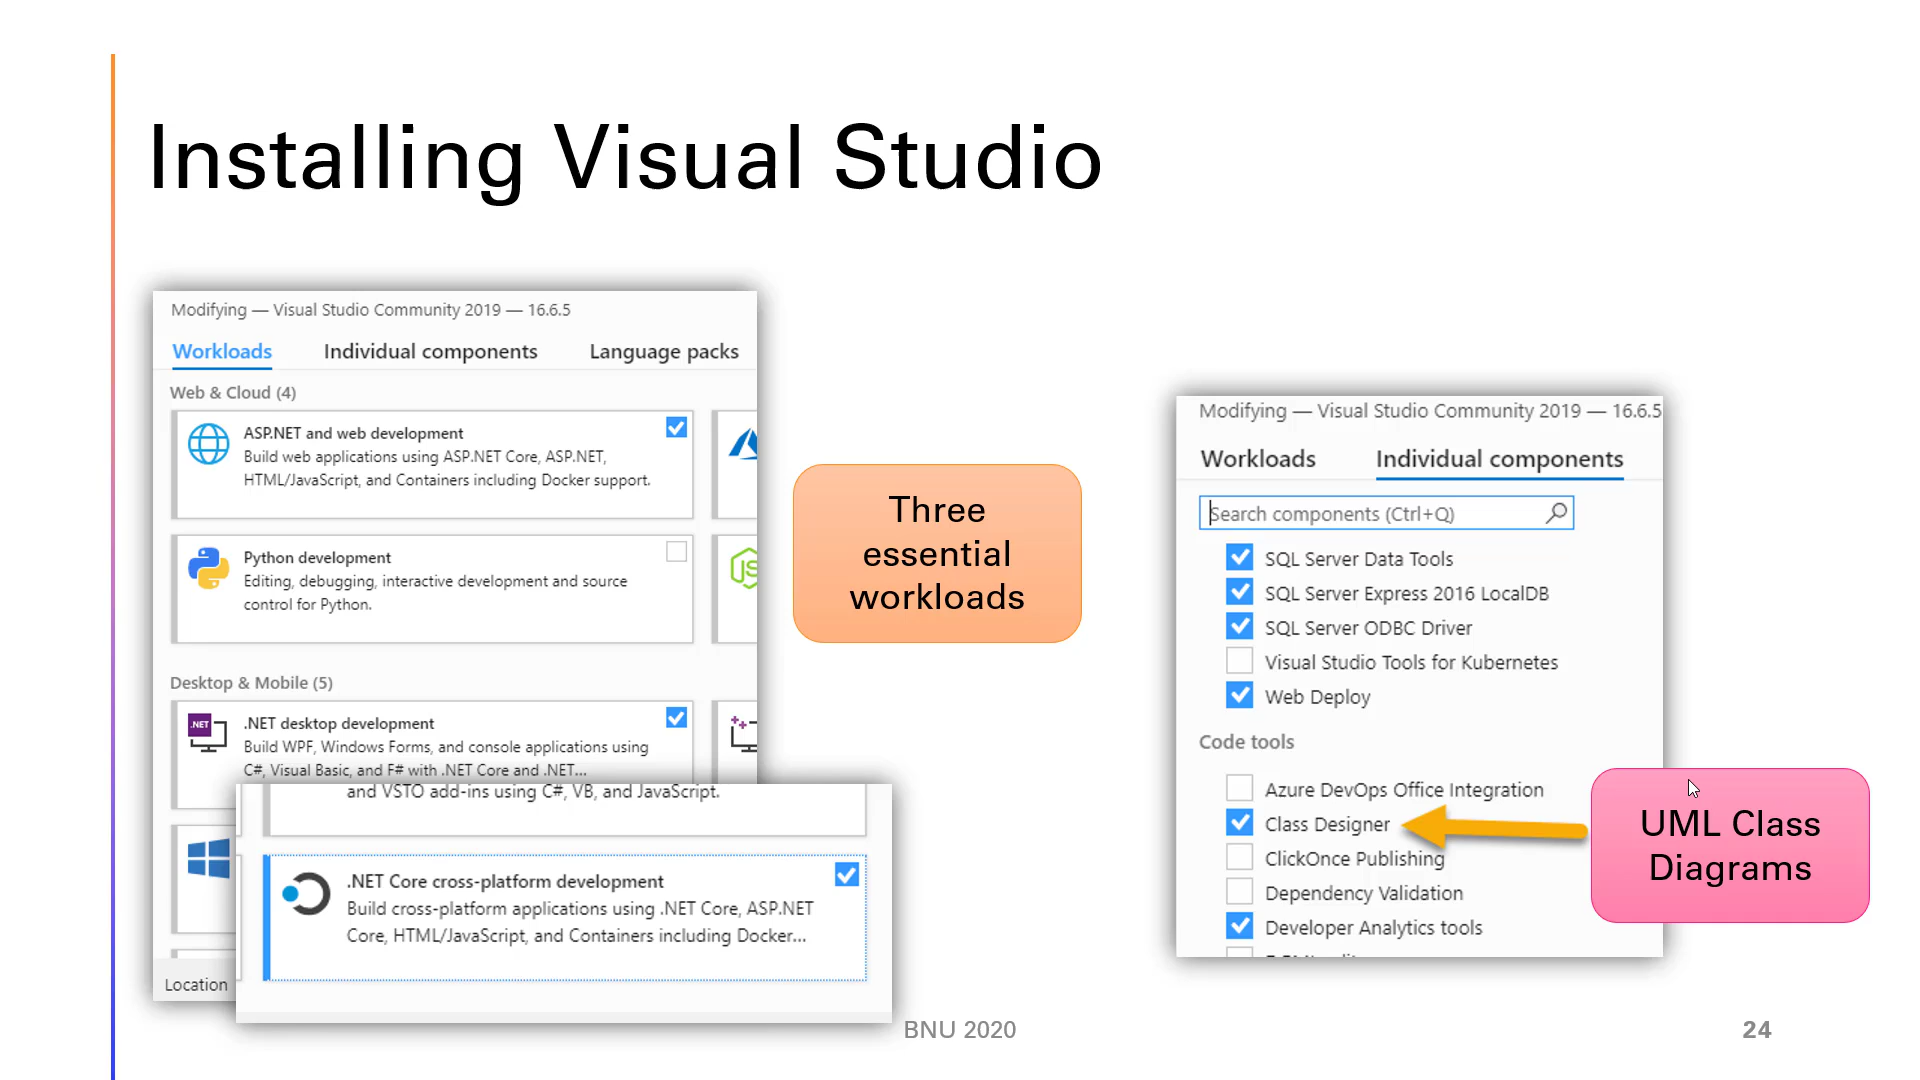 Installing Visual Studio
Modifying — Visual Studio Community 2019 — 16.6.5
Workloads Individual components Language packs
Web & Cloud (4)
ASP.NET and web development
Build web applications using ASP.NET Core, ASP.NET,
HTML/JavaScript, and Containers including Docker support.
Python development
Editing, debugging, interactive development and source
control for Python.
Desktop & Mobile (5)
.NET
.NET desktop development
Build WPF, Windows Forms, and console applications using
C#, Visual Basic, and F# with .NET Core and .NET...
and VSTO add-ins using C#, VB, and JavaScript.
.NET Core cross-platform development
Build cross-platform applications using .NET Core, ASP.NET
Core, HTML/JavaScript, and Containers including Docker...
Location
Three
essential
workloads
Modifying — Visual Studio Community 2019 — 16.6.5
Workloads Individual components
Search components (Ctrl+Q)
SQL Server Data Tools
SQL Server Express 2016 LocalDB
SQL Server ODBC Driver
Visual Studio Tools for Kubernetes
Web Deploy
Code tools
Azure DevOps Office Integration
Class Designer
ClickOnce Publishing
Dependency Validation
Developer Analytics tools
UML Class
Diagrams
BNU 2020
24